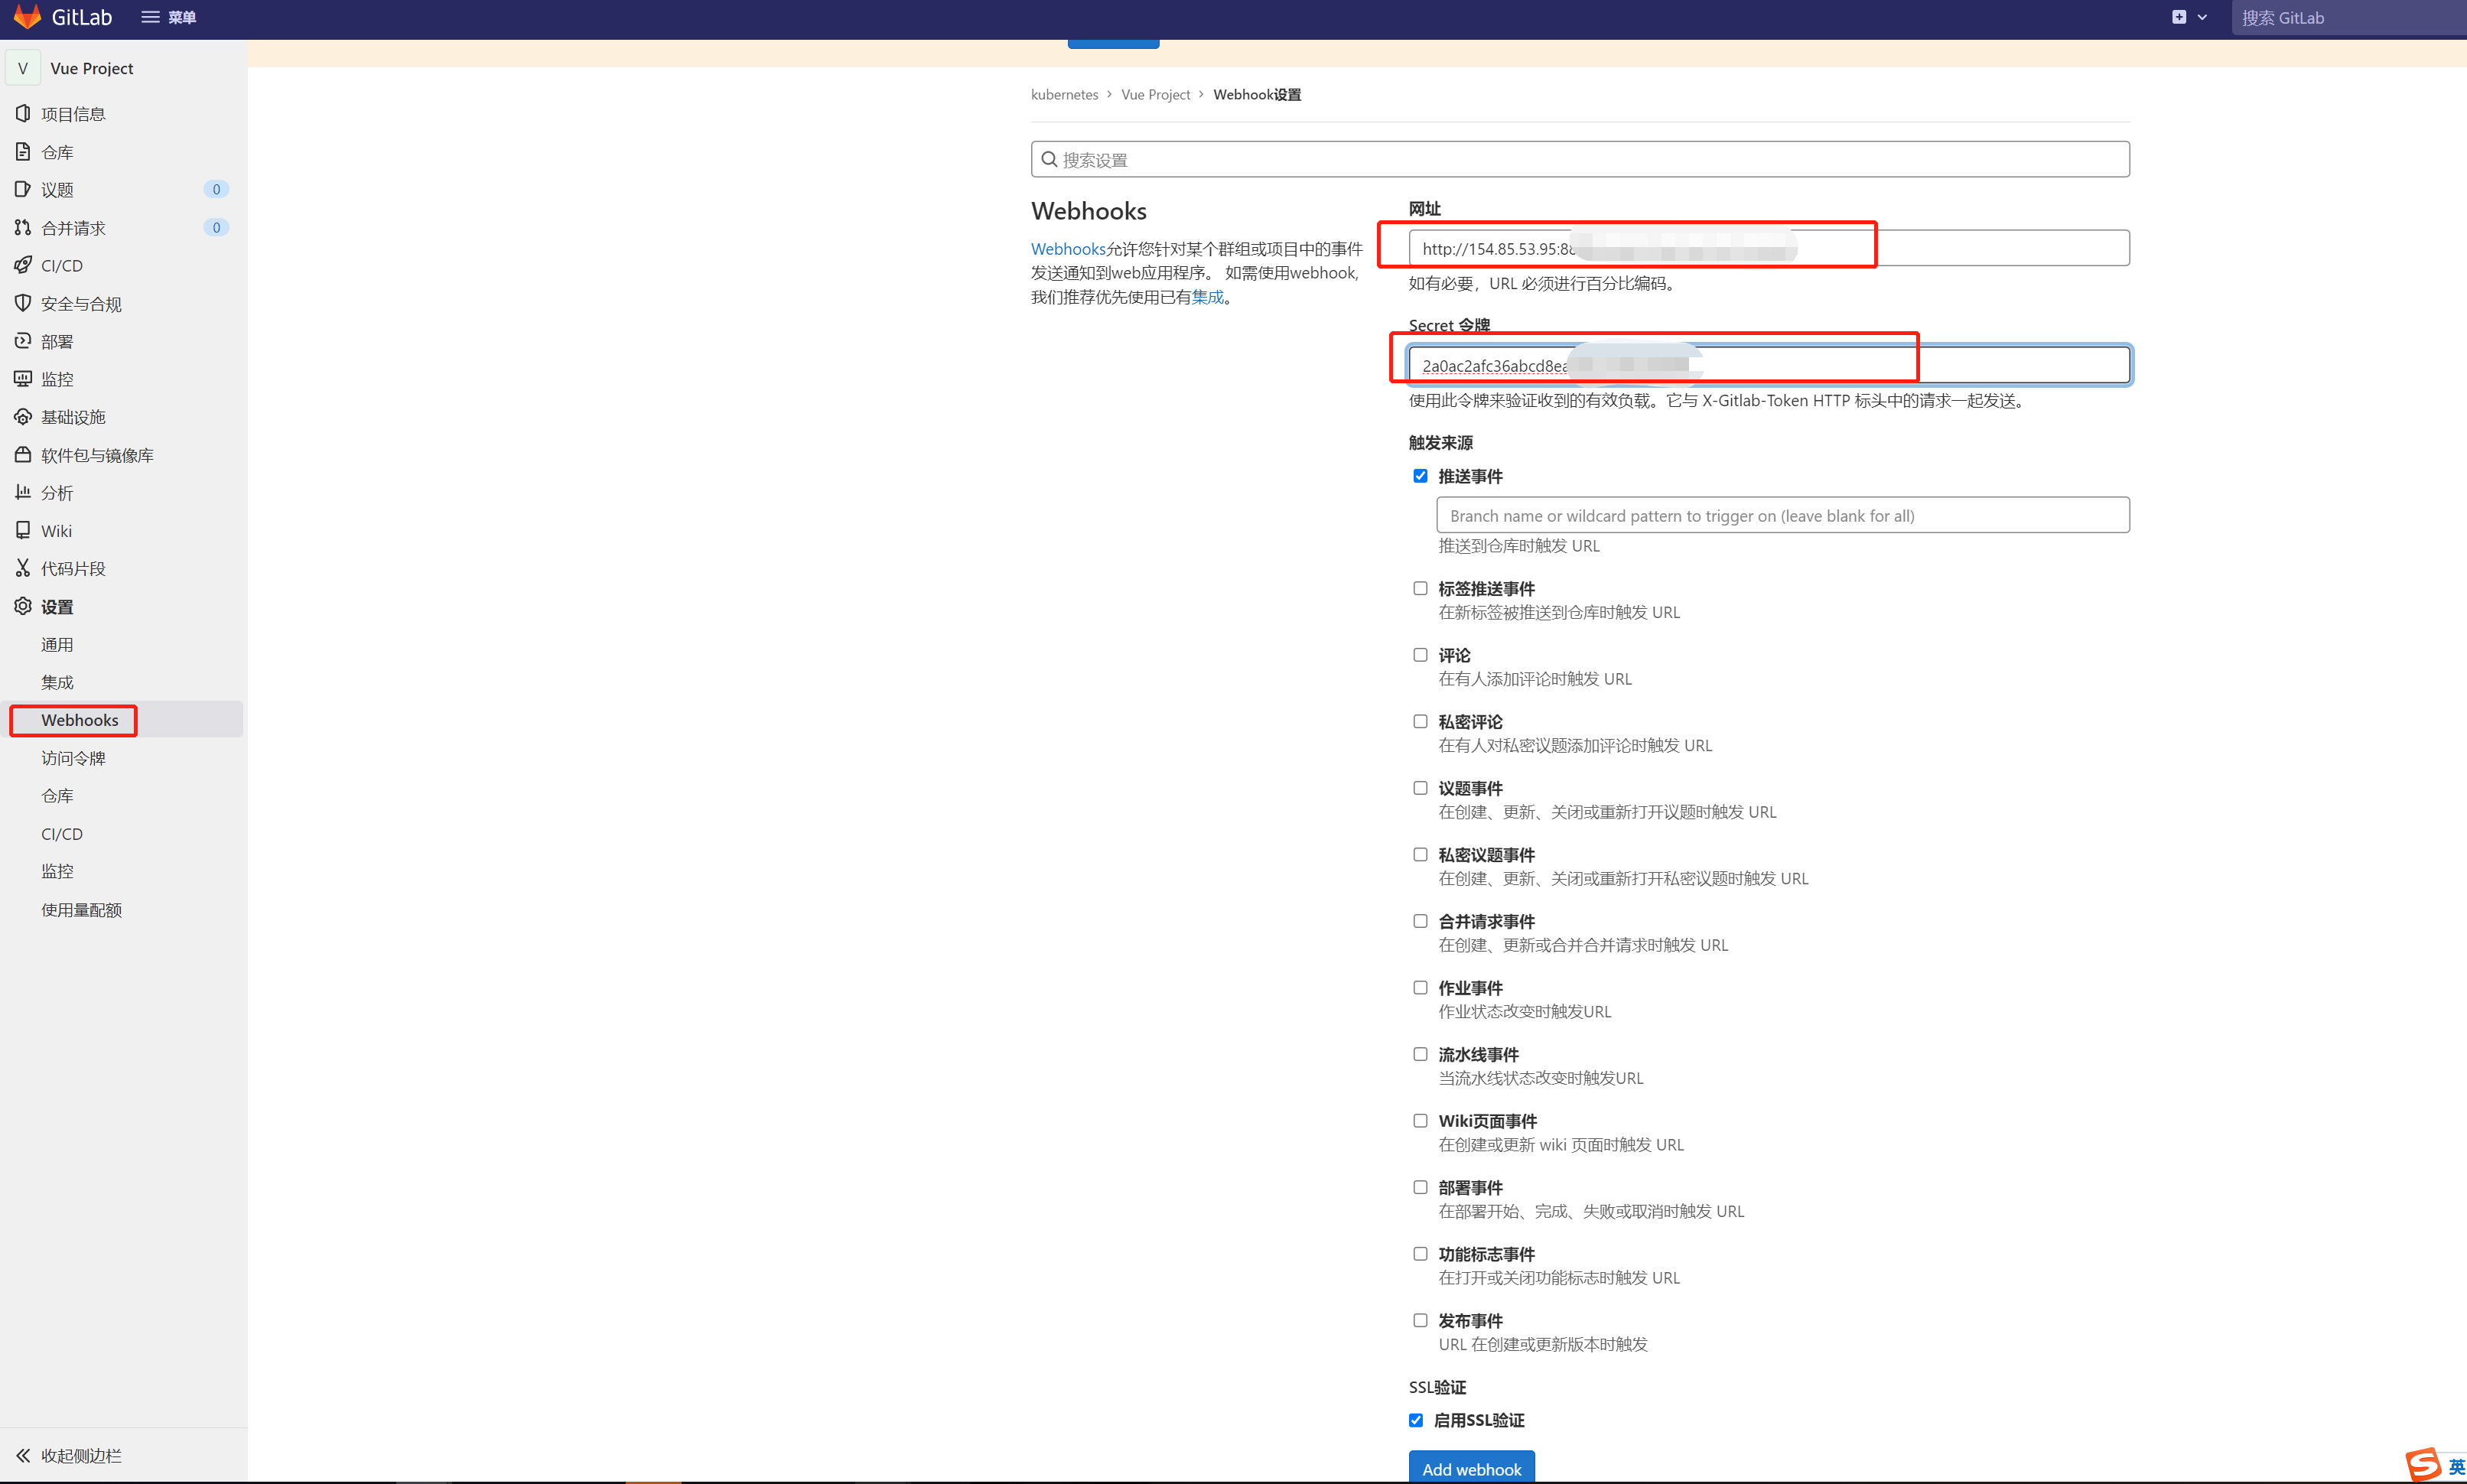 GitLab
菜单
搜索 GitLab
V
Vue Project
项目信息
仓库
议题
0
合并请求
0
CI/CD
安全与合规
部署
监控
基础设施
软件包与镜像库
分析
Wiki
代码片段
设置
通用
集成
Webhooks
访问令牌
仓库
CI/CD
监控
使用量配额
收起侧边栏
kubernetes > Vue Project > Webhook设置
搜索设置
Webhooks
Webhooks允许您针对某个群组或项目中的事件
发送通知到web应用程序。 如需使用webhook,
我们推荐优先使用已有集成。
网址
http://154.85.53.95:88
如有必要，URL 必须进行百分比编码。
Secret 令牌
2a0ac2afc36abcd8ea
使用此令牌来验证收到的有效负载。它与 X-Gitlab-Token HTTP 标头中的请求一起发送。
触发来源
推送事件
Branch name or wildcard pattern to trigger on (leave blank for all)
推送到仓库时触发 URL
标签推送事件
在新标签被推送到仓库时触发 URL
评论
在有人添加评论时触发 URL
私密评论
在有人对私密议题添加评论时触发 URL
议题事件
在创建、更新、关闭或重新打开议题时触发 URL
私密议题事件
在创建、更新、关闭或重新打开私密议题时触发 URL
合并请求事件
在创建、更新或合并合并请求时触发 URL
作业事件
作业状态改变时触发URL
流水线事件
当流水线状态改变时触发URL
Wiki页面事件
在创建或更新 wiki 页面时触发 URL
部署事件
在部署开始、完成、失败或取消时触发 URL
功能标志事件
在打开或关闭功能标志时触发 URL
发布事件
URL 在创建或更新版本时触发
SSL验证
启用SSL验证
Add webhook
英